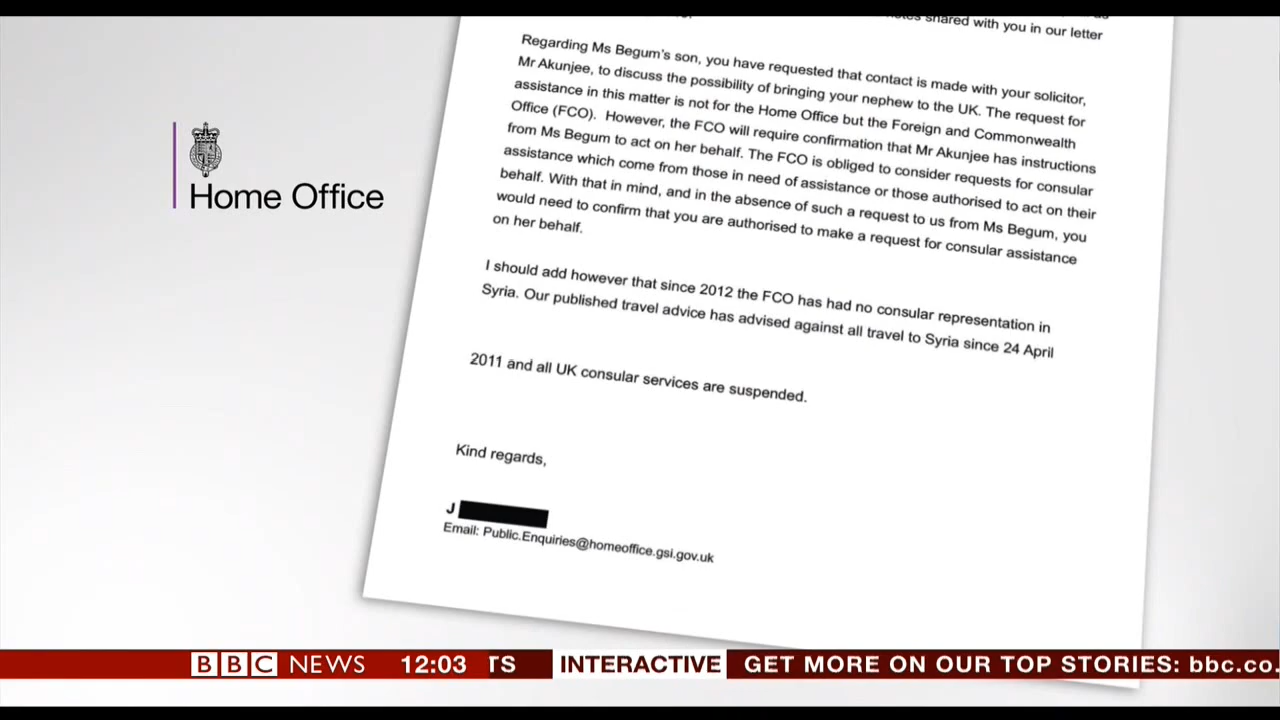 notes shared with you in our letter
Regarding Ms Begum's son, you have requested that contact is made with your solicitor,
Mr Akunjee, to discuss the possibility of bringing your nephew to the UK. The request for
assistance in this matter is not for the Home Office but the Foreign and Commonwealth
Office (FCO). However, the FCO will require confirmation that Mr Akunjee has instructions
from Ms Begum to act on her behalf. The FCO is obliged to consider requests for consular
assistance which come from those in need of assistance or those authorised to act on their
behalf. With that in mind, and in the absence of such a request to us from Ms Begum, you
would need to confirm that you are authorised to make a request for consular assistance
on her behalf.
I should add however that since 2012 the FCO has had no consular representation in
Syria. Our published travel advice has advised against all travel to Syria since 24 April
2011 and all UK consular services are suspended.
Kind regards,
J
Email: Public.Enquiries@homeoffice.gsi.gov.uk
Home Office
BBC NEWS 12:03 TS INTERACTIVE GET MORE ON OUR TOP STORIES: bbc.co.